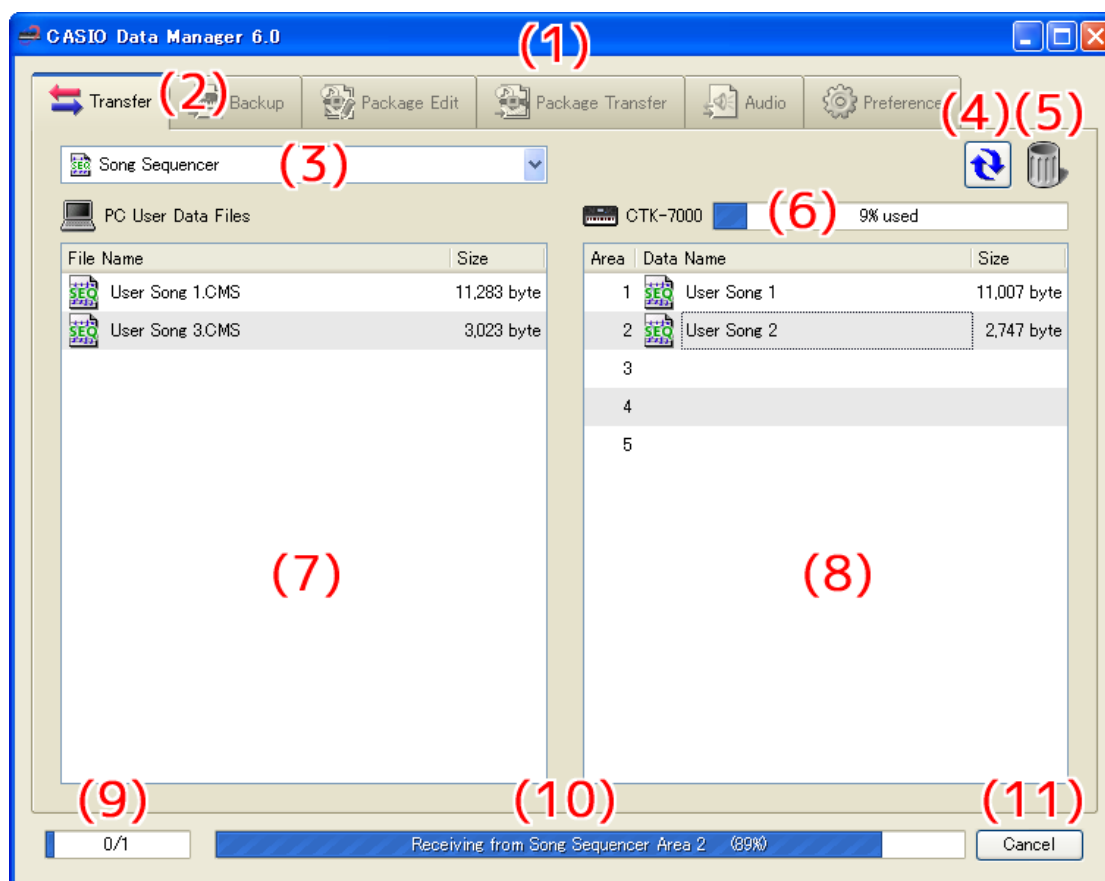 CASIO Data Manager 6.0
(1)
Transfer
(2)
Backup
Package Edit
Package Transfer
Audio
Preference
(4)
(5)
Song Sequencer
(3)
PC User Data Files
CTK-7000
(6)
9% used
File Name Size
User Song 1.CMS 11,283 byte
User Song 3.CMS 3,023 byte
Area Data Name Size
1 SEQ User Song 1 11,007 byte
2 SEQ User Song 2 2,747 byte
3
4
5
(7)
(8)
(9)
(10)
(11)
0/1
Receiving from Song Sequencer Area 2 (89%)
Cancel